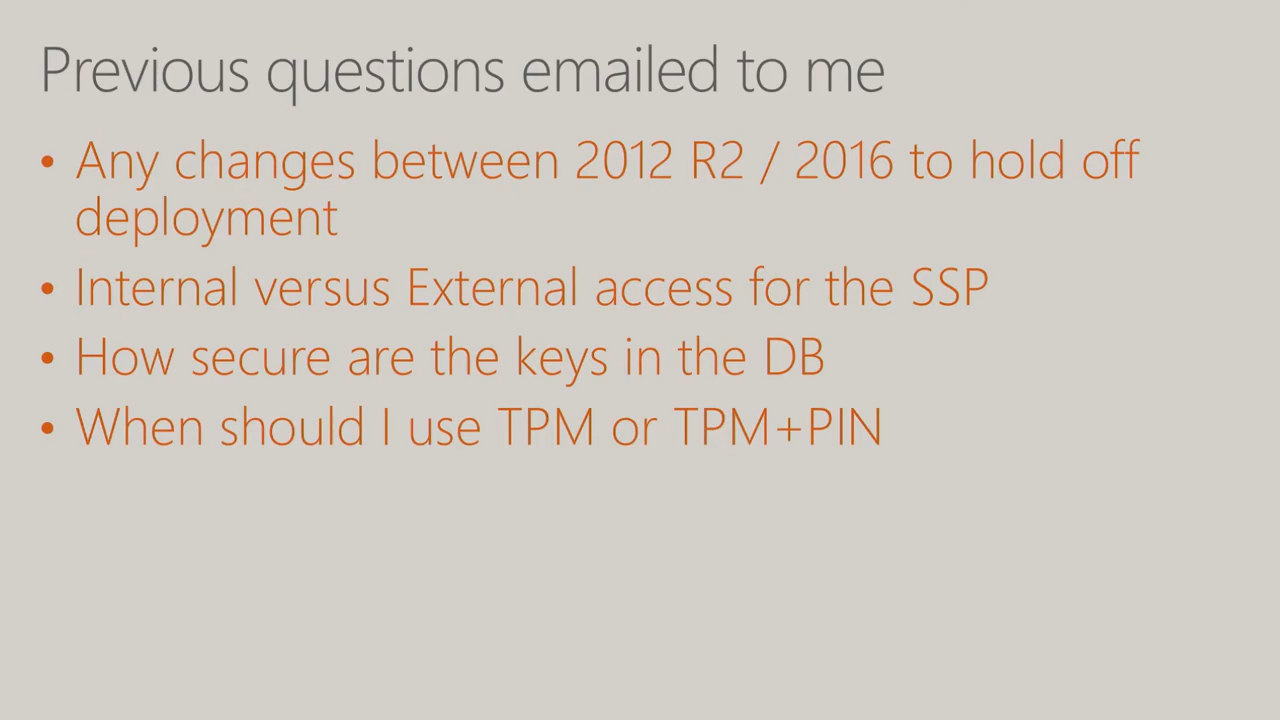 Previous questions emailed to me
• Any changes between 2012 R2 / 2016 to hold off
deployment
• Internal versus External access for the SSP
• How secure are the keys in the DB
• When should I use TPM or TPM+PIN